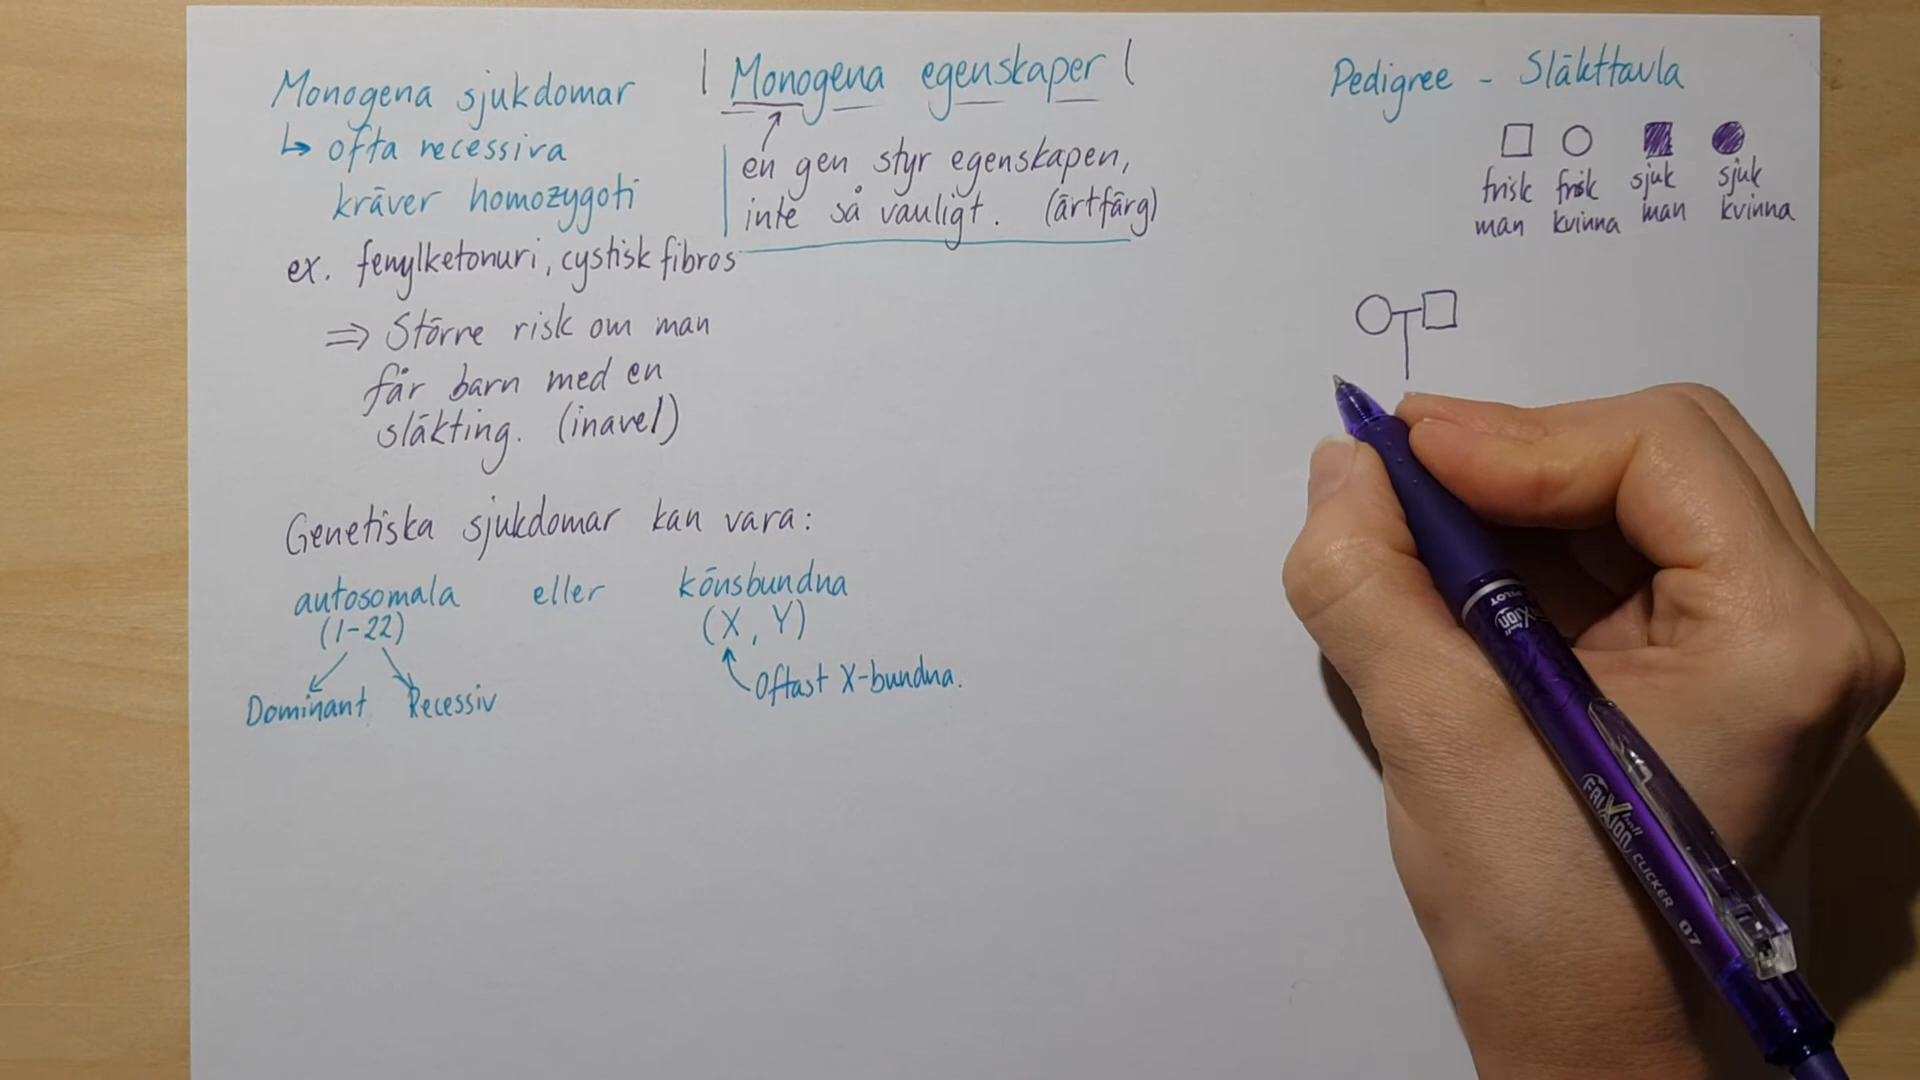 Monogena sjukdomar
↳ ofta recessiva
kräver homozygoti
ex. fenylketonuri, cystisk fibros
⇒ Större risk om man
får barn med en
släkting. (inavel)
Monogena egenskaper
en gen styr egenskapen,
inte så vanligt. (ärtfärg)
Genetiska sjukdomar kan vara:
autosomala eller könsbundna
(1-22) (X, Y)
Dominant Recessiv
Oftast X-bundna.
Pedigree - Släkttavla
frisk man
frisk kvinna
sjuk man
sjuk kvinna
PILOT
FRIXion ball
FRIXion ball CLICKER 07